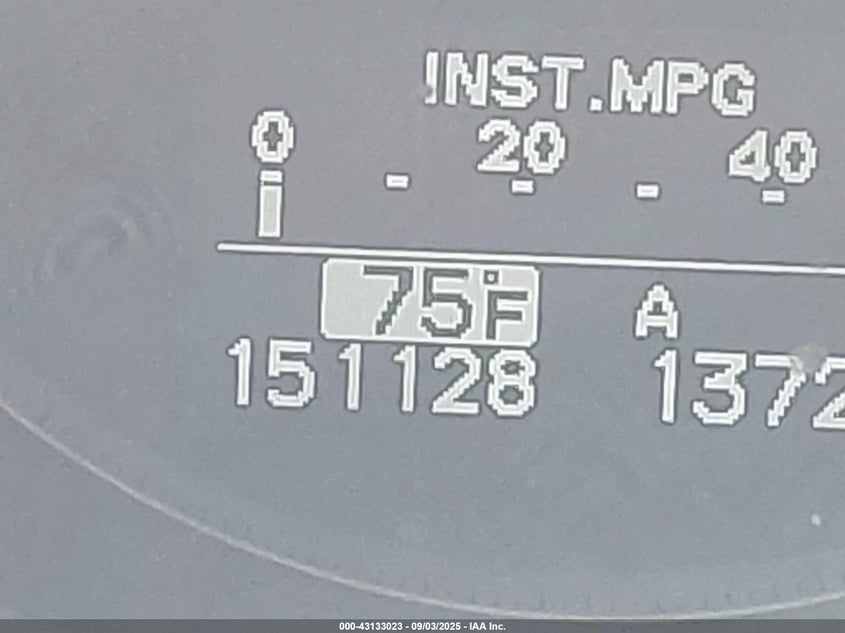 INST.MPG
0 20 40
75°F A
151128 1372
000-43133023 - 09/03/2025 - IAA Inc.